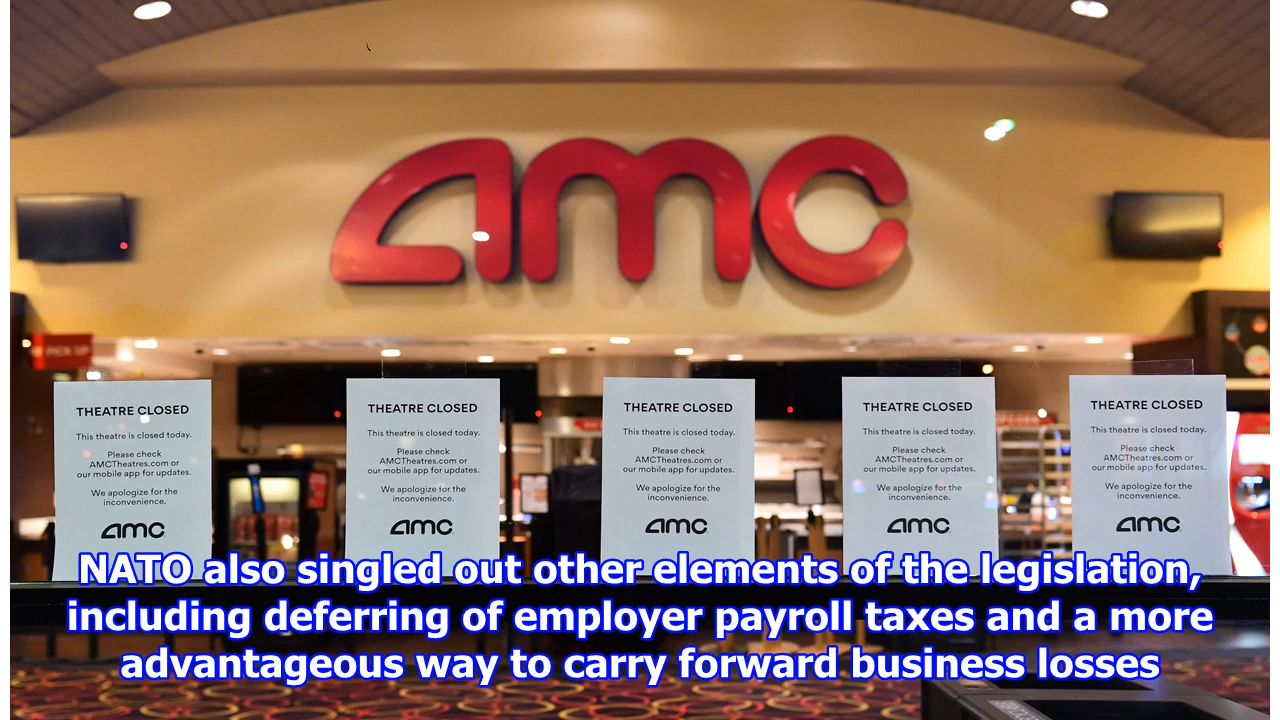 amc
PICK UP
THEATRE CLOSED
This theatre is closed today.
Please check
AMCTheatres.com or
our mobile app for updates.
We apologize for the
inconvenience.
amc
THEATRE CLOSED
This theatre is closed today.
Please check
AMCTheatres.com or
our mobile app for updates.
We apologize for the
inconvenience.
amc
THEATRE CLOSED
This theatre is closed today.
Please check
AMCTheatres.com or
our mobile app for updates.
We apologize for the
inconvenience.
amc
THEATRE CLOSED
This theatre is closed today.
Please check
AMCTheatres.com or
our mobile app for updates.
We apologize for the
inconvenience.
amc
THEATRE CLOSED
This theatre is closed today.
Please check
AMCTheatres.com or
our mobile app for updates.
We apologize for the
inconvenience.
amc
NATO also singled out other elements of the legislation,
including deferring of employer payroll taxes and a more
advantageous way to carry forward business losses